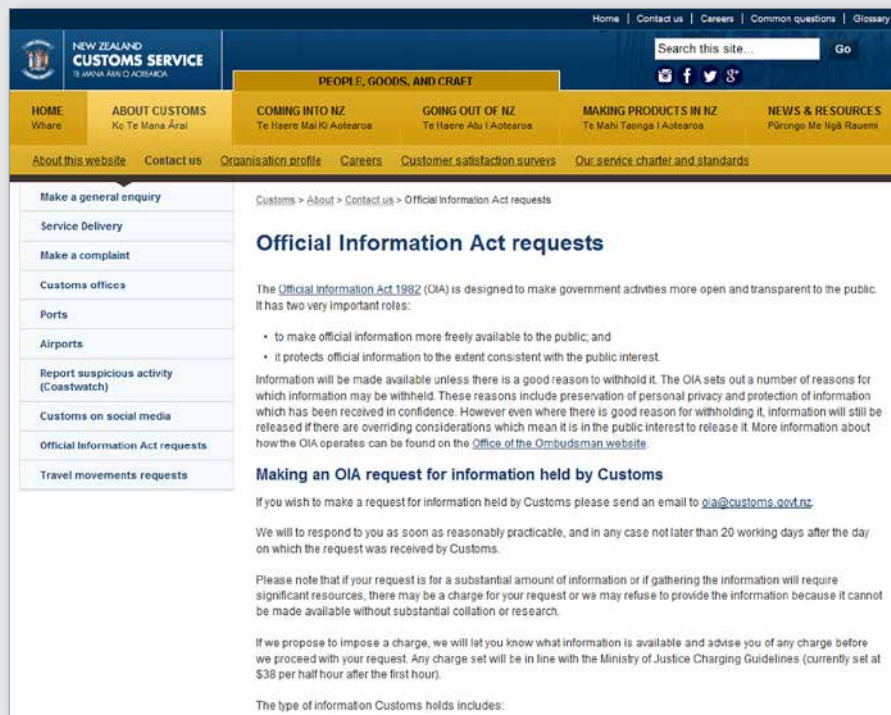 Home | Contact us | Careers | Common questions | Glossary
NEW ZEALAND
CUSTOMS SERVICE
TE MANA ĀRAI O AOTEAROA
Search this site...
Go
PEOPLE, GOODS, AND CRAFT
HOME
Whare
ABOUT CUSTOMS
Ko Te Mana Ārai
COMING INTO NZ
Te Haere Mai Ki Aotearoa
GOING OUT OF NZ
Te Haere Atu I Aotearoa
MAKING PRODUCTS IN NZ
Te Mahi Taonga I Aotearoa
NEWS & RESOURCES
Pūrongo Me Ngā Rauemi
About this website Contact us Organisation profile Careers Customer satisfaction surveys Our service charter and standards
Make a general enquiry
Service Delivery
Make a complaint
Customs offices
Ports
Airports
Report suspicious activity
(Coastwatch)
Customs on social media
Official Information Act requests
Travel movements requests
Customs > About > Contact us > Official Information Act requests
Official Information Act requests
The Official Information Act 1982 (OIA) is designed to make government activities more open and transparent to the public.
It has two very important roles:
• to make official information more freely available to the public; and
• it protects official information to the extent consistent with the public interest.
Information will be made available unless there is a good reason to withhold it. The OIA sets out a number of reasons for
which information may be withheld. These reasons include preservation of personal privacy and protection of information
which has been received in confidence. However even where there is good reason for withholding it, information will still be
released if there are overriding considerations which mean it is in the public interest to release it. More information about
how the OIA operates can be found on the Office of the Ombudsman website.
Making an OIA request for information held by Customs
If you wish to make a request for information held by Customs please send an email to oia@customs.govt.nz.
We will to respond to you as soon as reasonably practicable, and in any case not later than 20 working days after the day
on which the request was received by Customs.
Please note that if your request is for a substantial amount of information or if gathering the information will require
significant resources, there may be a charge for your request or we may refuse to provide the information because it cannot
be made available without substantial collation or research.
If we propose to impose a charge, we will let you know what information is available and advise you of any charge before
we proceed with your request. Any charge set will be in line with the Ministry of Justice Charging Guidelines (currently set at
$38 per half hour after the first hour).
The type of information Customs holds includes: